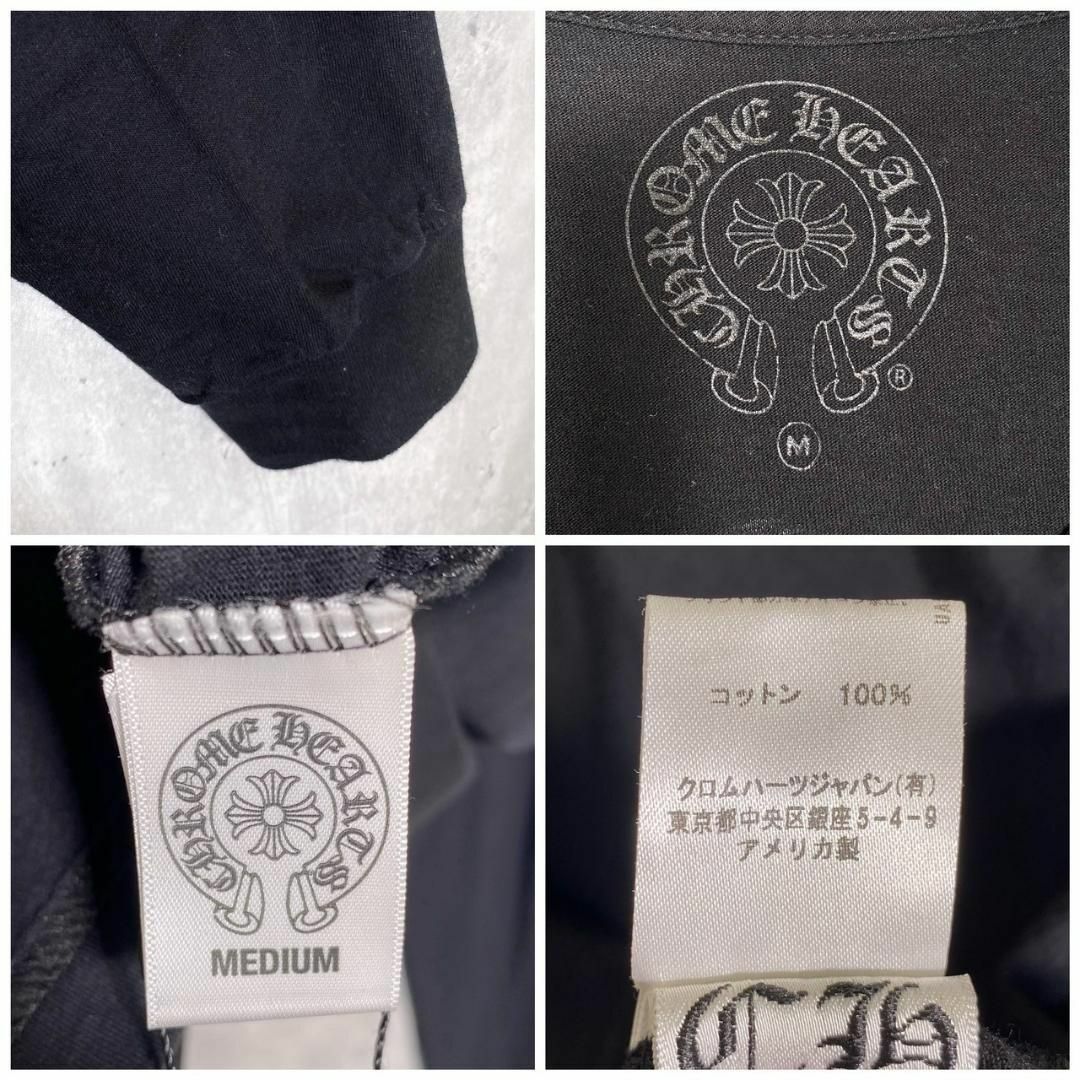 CHROME HEARTS
®
M
CHROME HEARTS
MEDIUM
UA
コットン 100%
クロムハーツジャパン(有)
東京都中央区銀座5-4-9
アメリカ製
CH